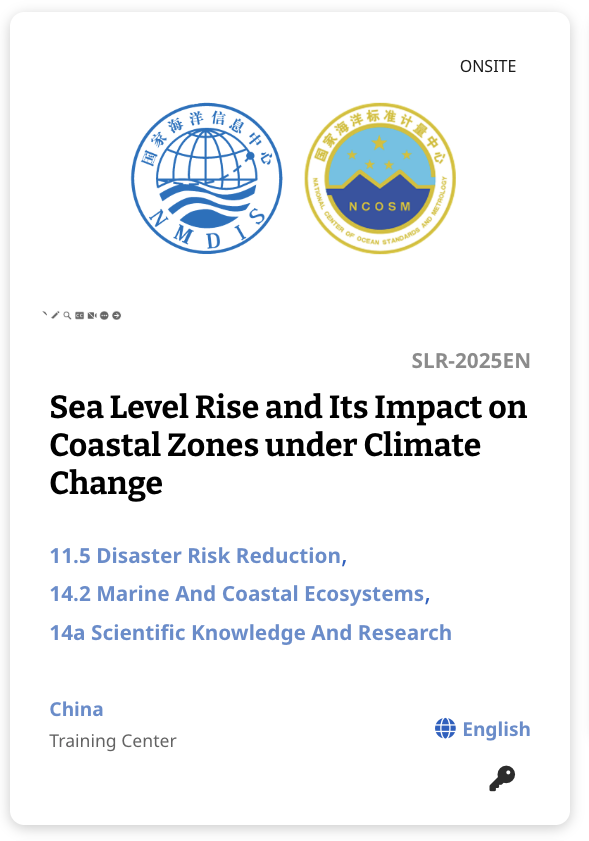 ONSITE
国家海洋信息中心
NMDIS
国家海洋标准计量中心
NCOSM
NATIONAL CENTER OF OCEAN STANDARDS AND METROLOGY
SLR-2025EN
Sea Level Rise and Its Impact on
Coastal Zones under Climate
Change
11.5 Disaster Risk Reduction,
14.2 Marine And Coastal Ecosystems,
14a Scientific Knowledge And Research
China
Training Center
English